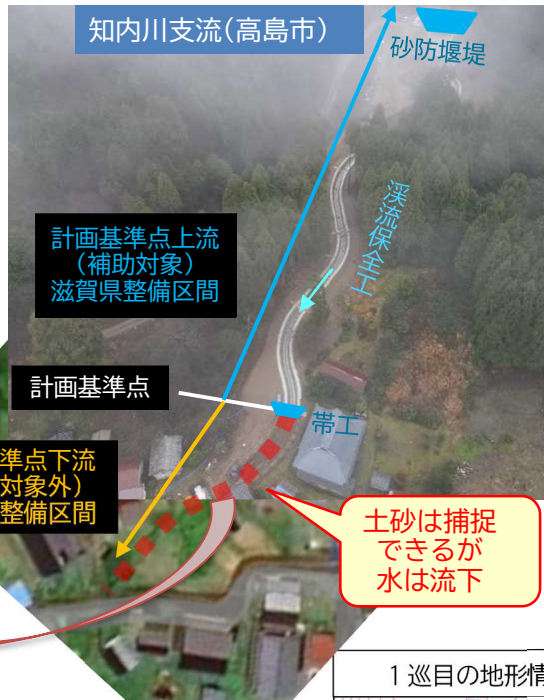 知内川支流(高島市)
砂防堰堤
渓流保全工
計画基準点上流
(補助対象)
滋賀県整備区間
計画基準点
帯工
準点下流
対象外)
整備区間
土砂は捕捉
できるが
水は流下
1巡目の地形情